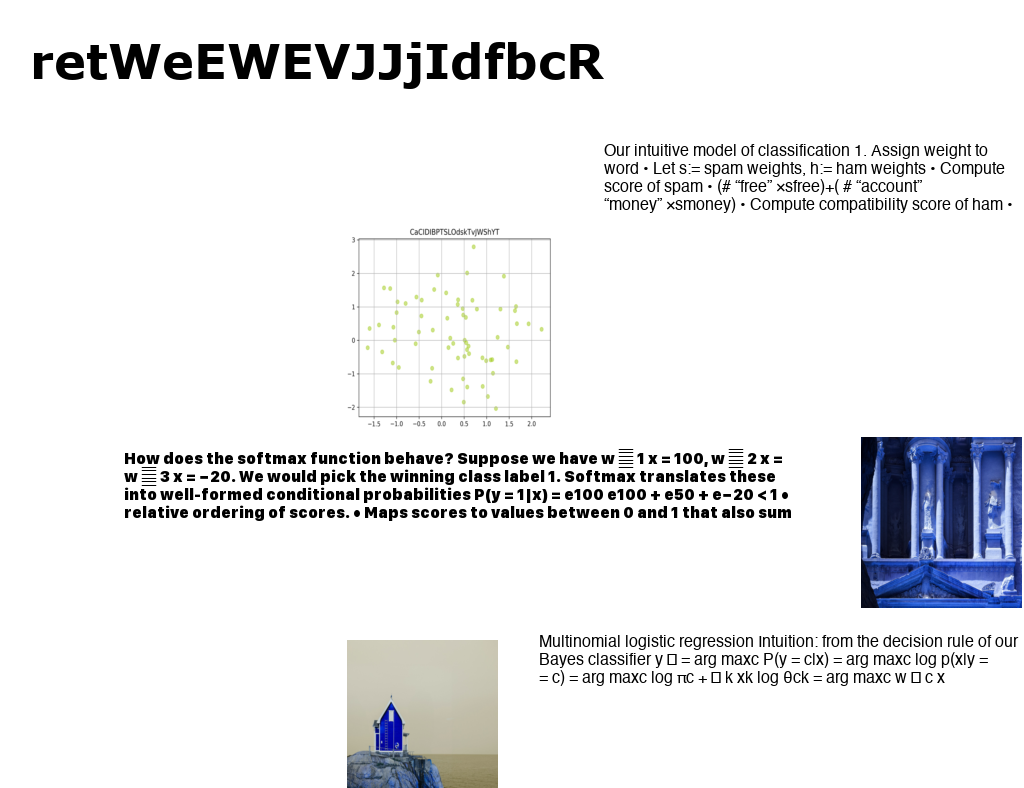 retWeEWEVJJjIdfbcR
Our intuitive model of classification 1. Assign weight to
word • Let s:= spam weights, h:= ham weights • Compute
score of spam • (# “free” ×sfree)+( # “account”
“money” ×smoney) • Compute compatibility score of ham •
CaCIDIBPTSLOdskTvJWShYT
3
2
1
0
−1
−2
−1.5 −1.0 −0.5 0.0 0.5 1.0 1.5 2.0
How does the softmax function behave? Suppose we have w 𝄚 1 x = 100, w 𝄚 2 x =
w 𝄚 3 x = −20. We would pick the winning class label 1. Softmax translates these
into well-formed conditional probabilities P(y = 1|x) = e100 e100 + e50 + e−20 < 1 •
relative ordering of scores. • Maps scores to values between 0 and 1 that also sum
Multinomial logistic regression Intuition: from the decision rule of our
Bayes classifier y  = arg maxc P(y = c|x) = arg maxc log p(x|y =
= c) = arg maxc log πc +  k xk log θck = arg maxc w  c x